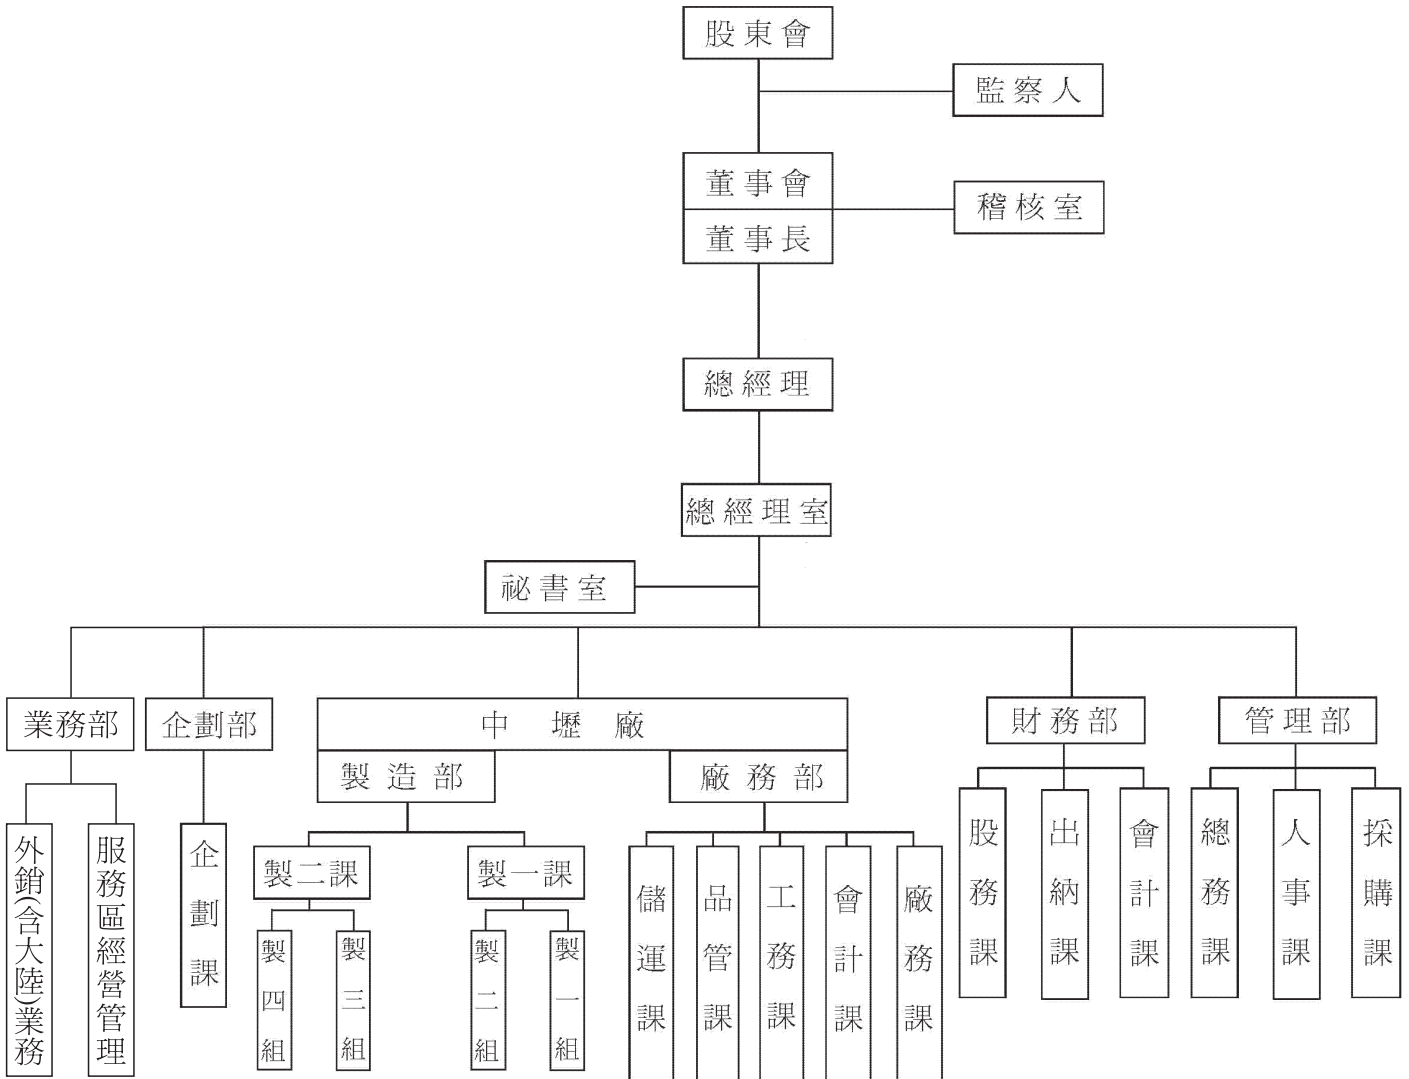 股東會
監察人
董事會
稽核室
董事長
總經理
總經理室
祕書室
業務部
企劃部
中壢廠
財務部
管理部
製造部
廠務部
外銷(含大陸)業務
服務區經營管理
企劃課
製二課
製一課
製四組
製三組
製二組
製一組
儲運課
品管課
工務課
會計課
廠務課
股務課
出納課
會計課
總務課
人事課
採購課